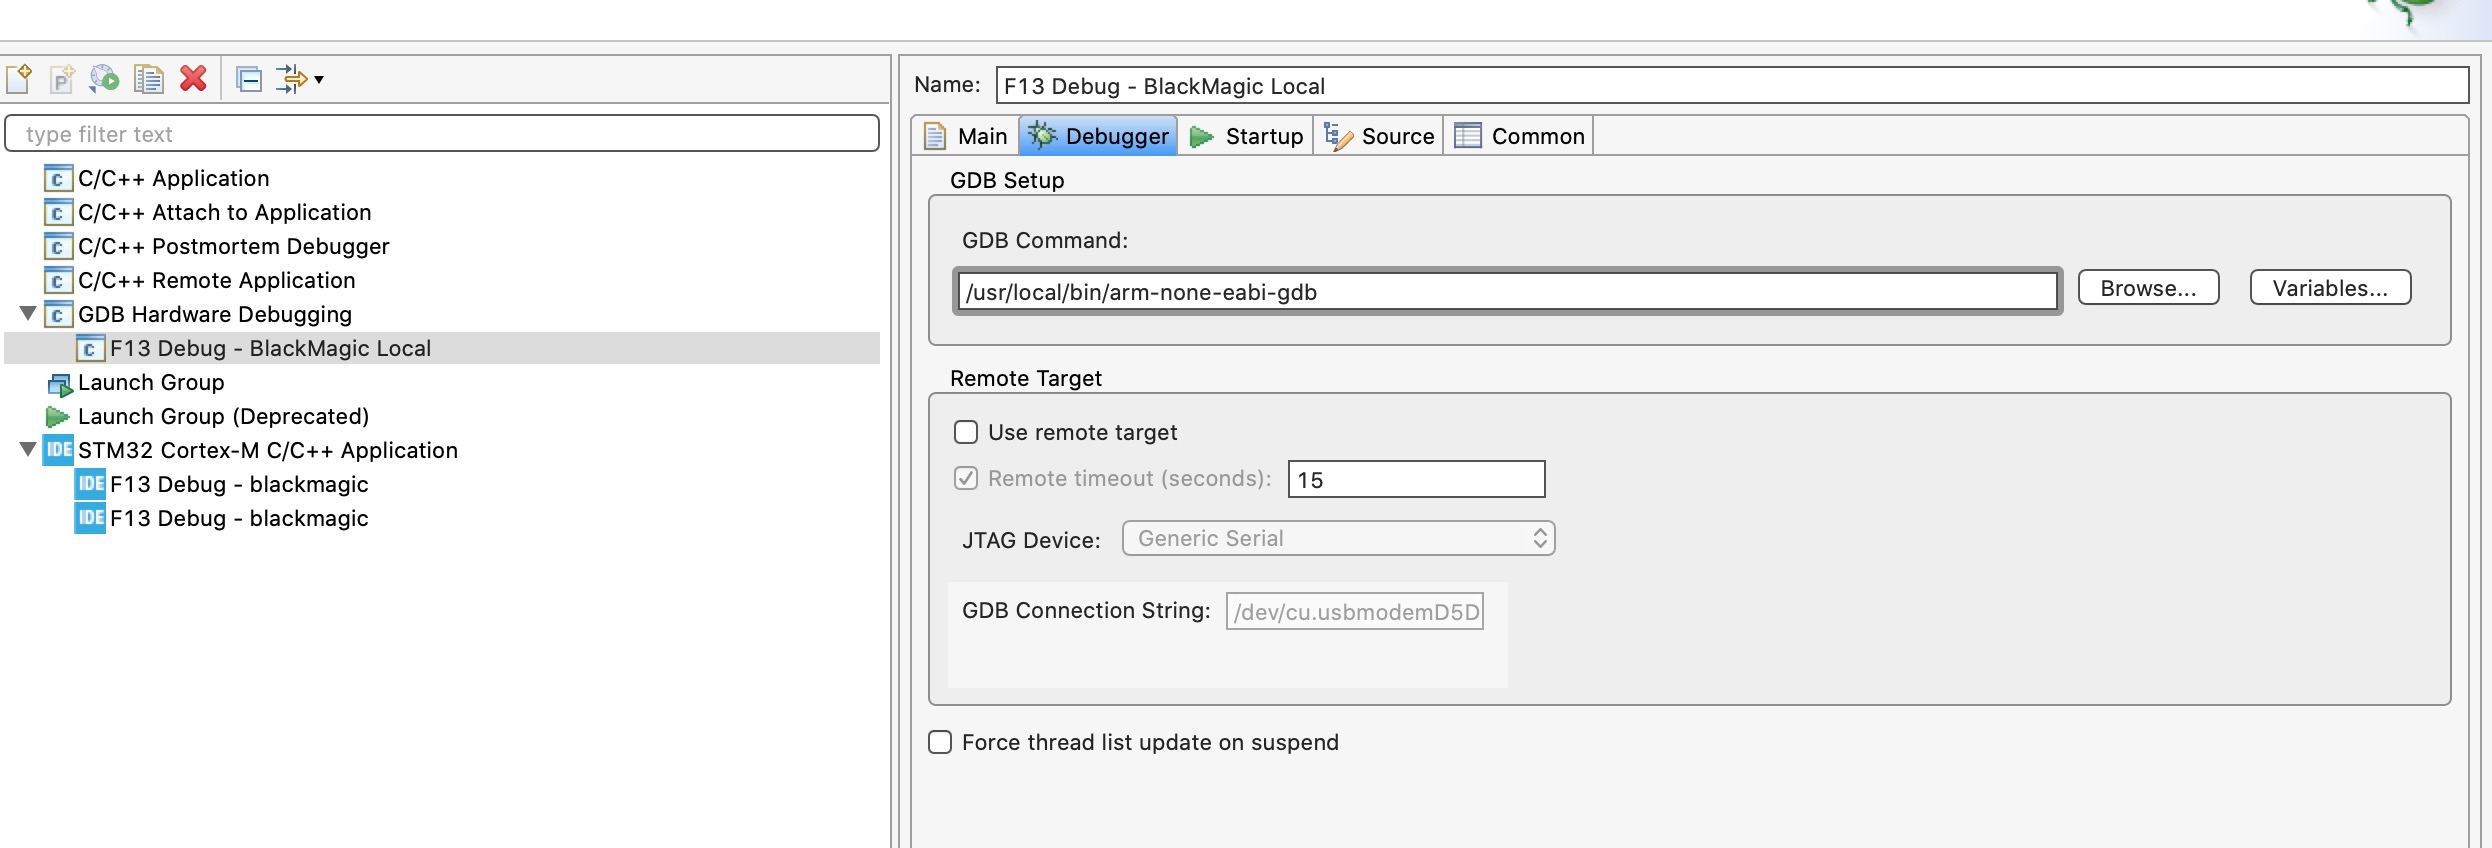 Name: F13 Debug - BlackMagic Local
type filter text
C/C++ Application
C/C++ Attach to Application
C/C++ Postmortem Debugger
C/C++ Remote Application
GDB Hardware Debugging
F13 Debug - BlackMagic Local
Launch Group
Launch Group (Deprecated)
IDE STM32 Cortex-M C/C++ Application
IDE F13 Debug - blackmagic
IDE F13 Debug - blackmagic
Main Debugger Startup Source Common
GDB Setup
GDB Command:
/usr/local/bin/arm-none-eabi-gdb Browse... Variables...
Remote Target
Use remote target
Remote timeout (seconds): 15
JTAG Device: Generic Serial
GDB Connection String: /dev/cu.usbmodemD5D
Force thread list update on suspend